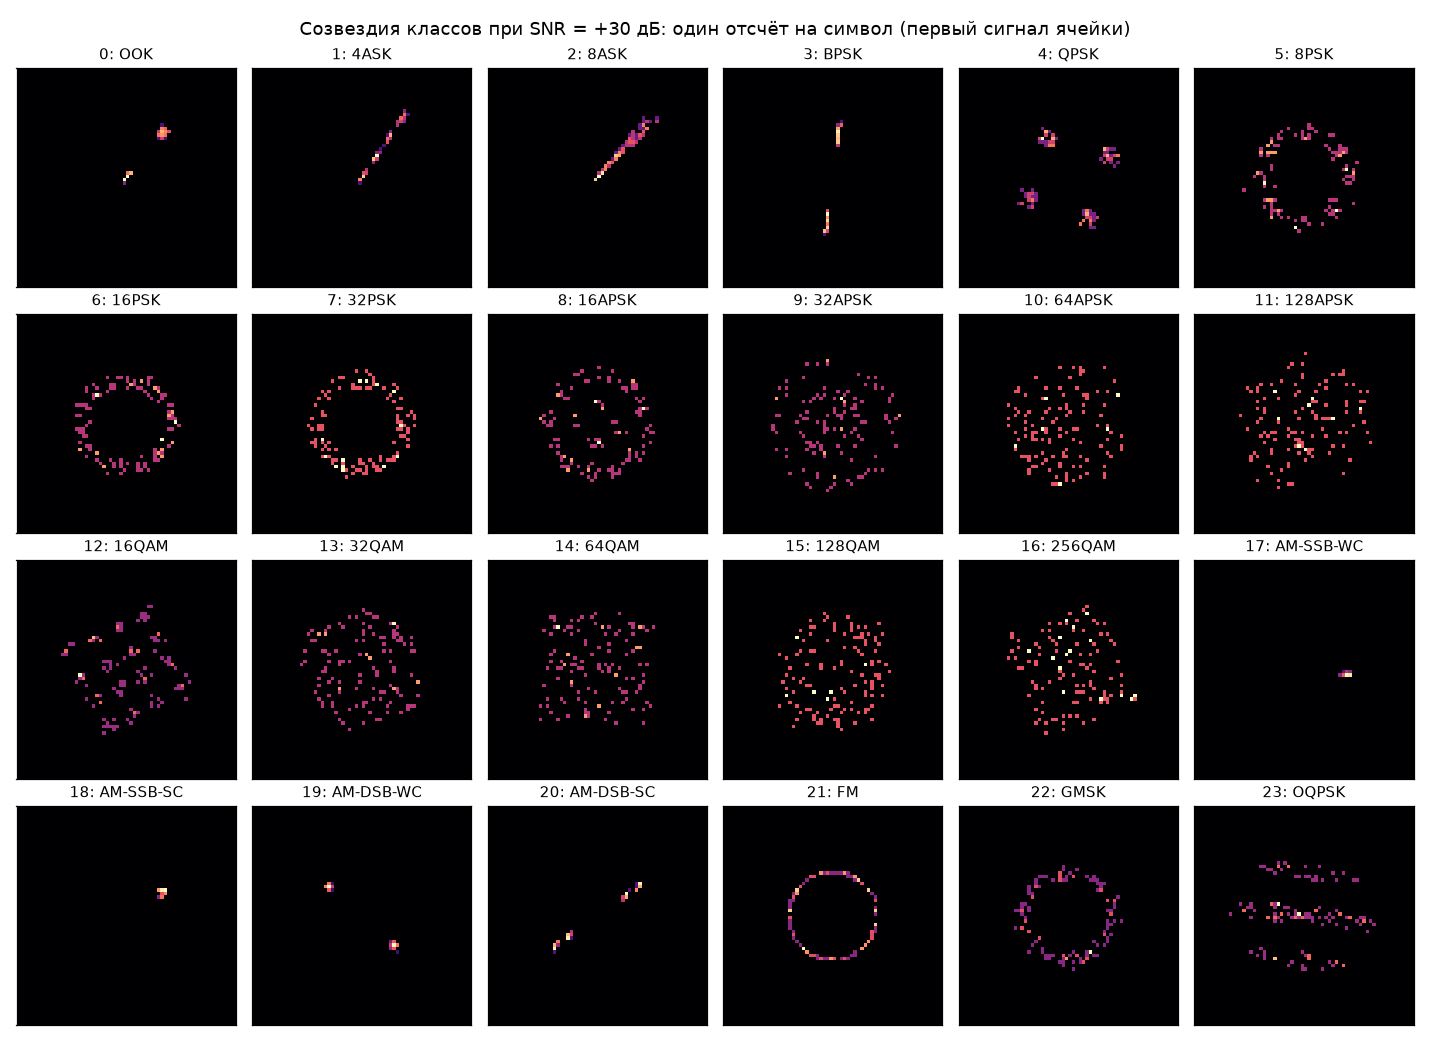 Созвездия классов при SNR = +30 дБ: один отсчёт на символ (первый сигнал ячейки)
0: OOK
1: 4ASK
2: 8ASK
3: BPSK
4: QPSK
5: 8PSK
6: 16PSK
7: 32PSK
8: 16APSK
9: 32APSK
10: 64APSK
11: 128APSK
12: 16QAM
13: 32QAM
14: 64QAM
15: 128QAM
16: 256QAM
17: AM-SSB-WC
18: AM-SSB-SC
19: AM-DSB-WC
20: AM-DSB-SC
21: FM
22: GMSK
23: OQPSK